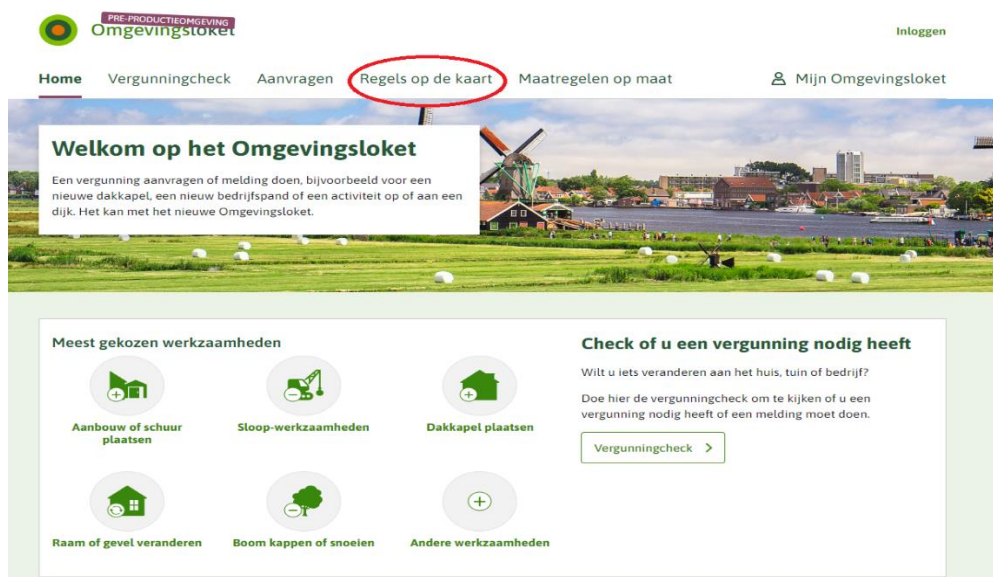 PRE-PRODUCTIEOMGEVING
Omgevingsloket
Inloggen
Home Vergunningcheck Aanvragen Regels op de kaart Maatregelen op maat Mijn Omgevingsloket
Welkom op het Omgevingsloket
Een vergunning aanvragen of melding doen, bijvoorbeeld voor een
nieuwe dakkapel, een nieuw bedrijfspand of een activiteit op of aan een
dijk. Het kan met het nieuwe Omgevingsloket.
Meest gekozen werkzaamheden
Aanbouw of schuur
plaatsen
Sloop-werkzaamheden
Dakkapel plaatsen
Raam of gevel veranderen
Boom kappen of snoeien
Andere werkzaamheden
Check of u een vergunning nodig heeft
Wilt u iets veranderen aan het huis, tuin of bedrijf?
Doe hier de vergunningcheck om te kijken of u een
vergunning nodig heeft of een melding moet doen.
Vergunningcheck